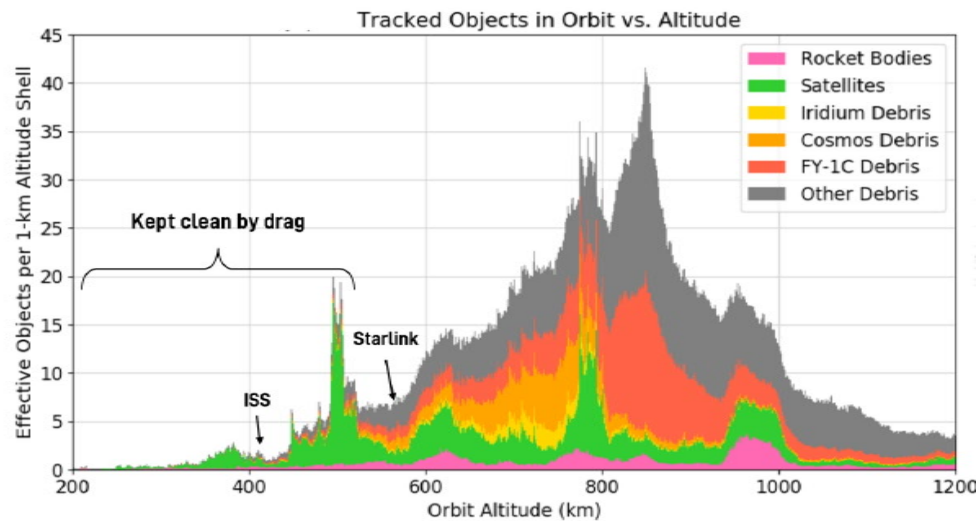 Tracked Objects in Orbit vs. Altitude
Effective Objects per 1-km Altitude Shell
45
40
35
30
25
20
15
10
5
0
Rocket Bodies
Satellites
Iridium Debris
Cosmos Debris
FY-1C Debris
Other Debris
Kept clean by drag
Starlink
ISS
200 400 600 800 1000 1200
Orbit Altitude (km)